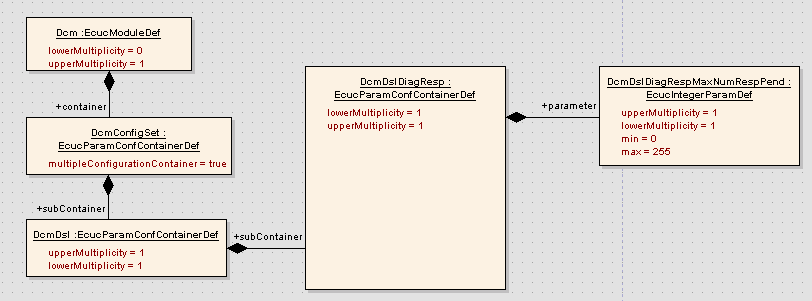 Dcm :EcucModuleDef
lowerMultiplicity = 0
upperMultiplicity = 1
+container
DcmConfigSet :
EcucParamConfContainerDef
multipleConfigurationContainer = true
+subContainer
DcmDsl :EcucParamConfContainerDef
upperMultiplicity = 1
lowerMultiplicity = 1
+subContainer
DcmDslDiagResp :
EcucParamConfContainerDef
lowerMultiplicity = 1
upperMultiplicity = 1
+parameter
DcmDslDiagRespMaxNumRespPend :
EcucIntegerParamDef
upperMultiplicity = 1
lowerMultiplicity = 1
min = 0
max = 255